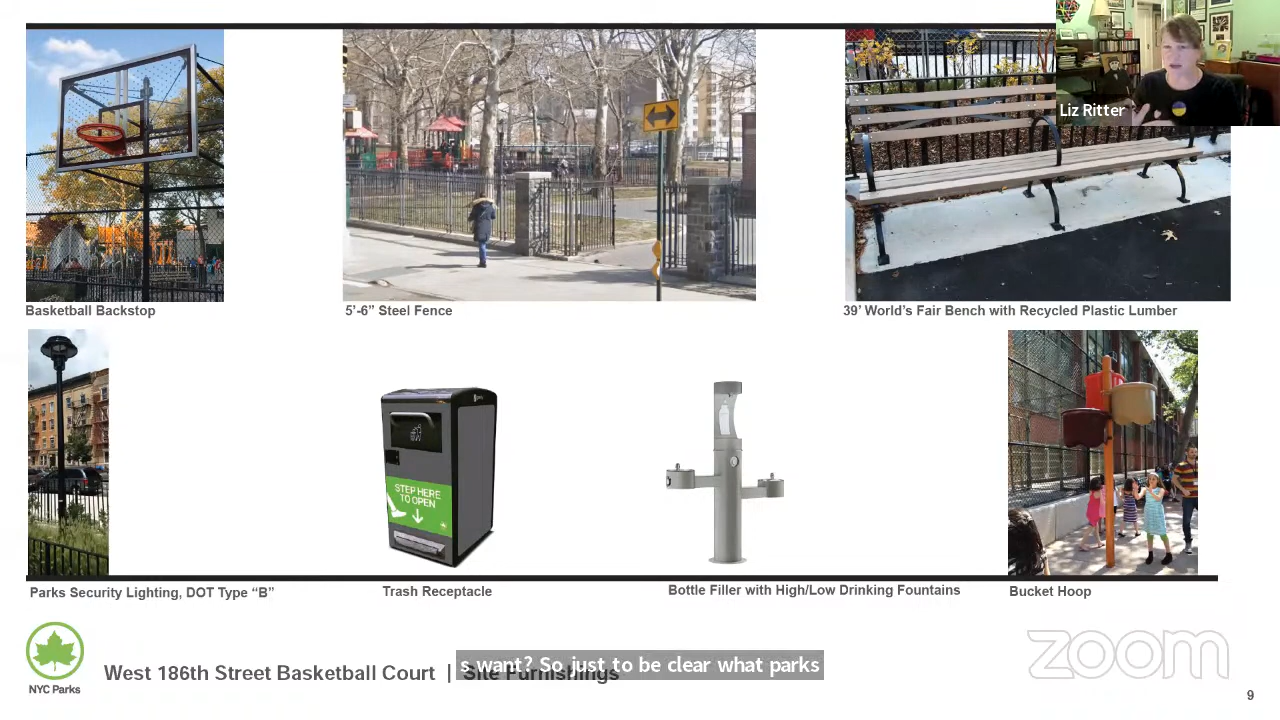 Liz Ritter
Basketball Backstop
5'-6" Steel Fence
39' World's Fair Bench with Recycled Plastic Lumber
STEP HERE
TO OPEN
Parks Security Lighting, DOT Type “B”
Trash Receptacle
Bottle Filler with High/Low Drinking Fountains
Bucket Hoop
NYC Parks
West 186th Street Basketball Court | Site Furnishings
s want? So just to be clear what parks
zoom
9